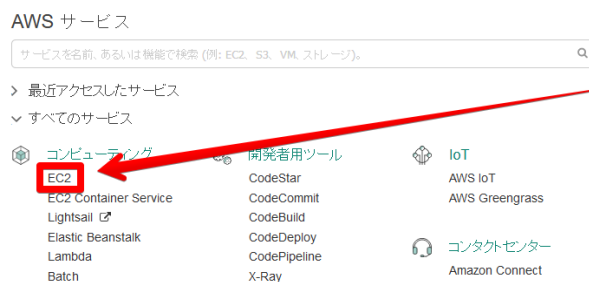 AWS サービス
サービスを名前、あるいは機能で検索 (例: EC2、S3、VM、ストレージ)。
最近アクセスしたサービス
すべてのサービス
コンピューティング
EC2
EC2 Container Service
Lightsail
Elastic Beanstalk
Lambda
Batch
開発者用ツール
CodeStar
CodeCommit
CodeBuild
CodeDeploy
CodePipeline
X-Ray
IoT
AWS IoT
AWS Greengrass
コンタクトセンター
Amazon Connect